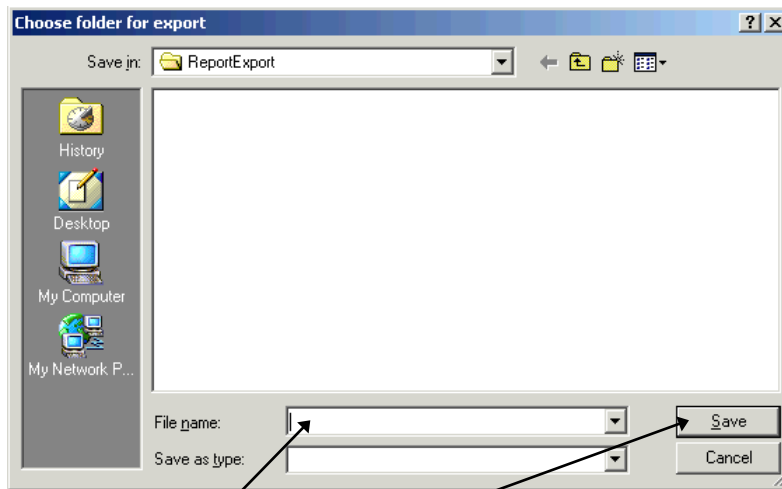 Choose folder for export
Save in: ReportExport
History
Desktop
My Computer
My Network P...
File name:
Save
Save as type:
Cancel